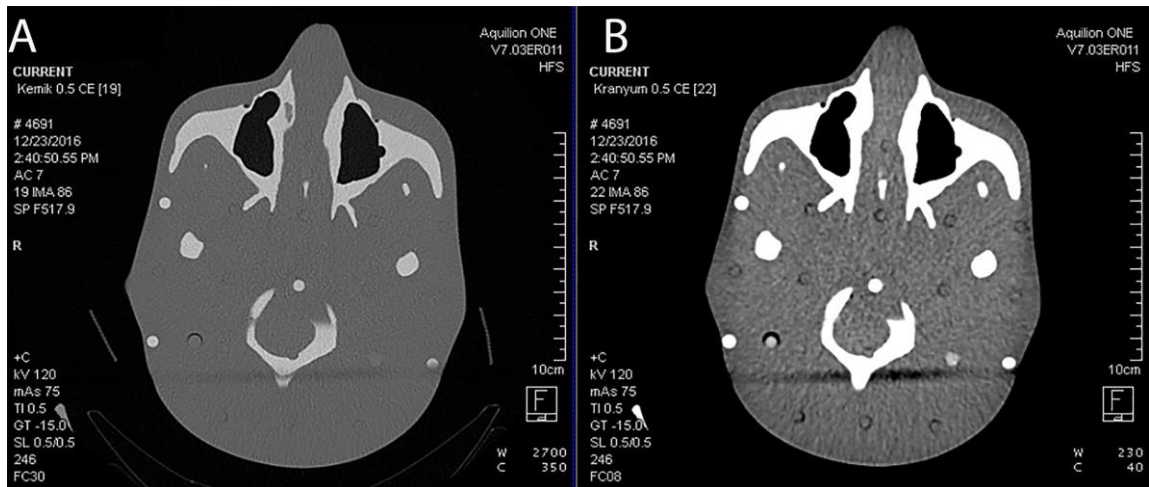 A
Aquilion ONE
V7.03ER011
HFS
CURRENT
Kemik 0.5 CE [19]
# 4691
12/23/2016
2:40:50.55 PM
AC 7
19 IMA 86
SP F517.9
R
+C
kV 120
mAs 75
TI 0.5
GT -15.0
SL 0.5/0.5
246
FC30
10cm
F
W 2700
C 350
B
Aquilion ONE
V7.03ER011
HFS
CURRENT
Kranyum 0.5 CE [22]
# 4691
12/23/2016
2:40:50.55 PM
AC 7
22 IMA 86
SP F517.9
R
+C
kV 120
mAs 75
TI 0.5
GT -15.0
SL 0.5/0.5
246
FC08
10cm
F
W 230
C 40